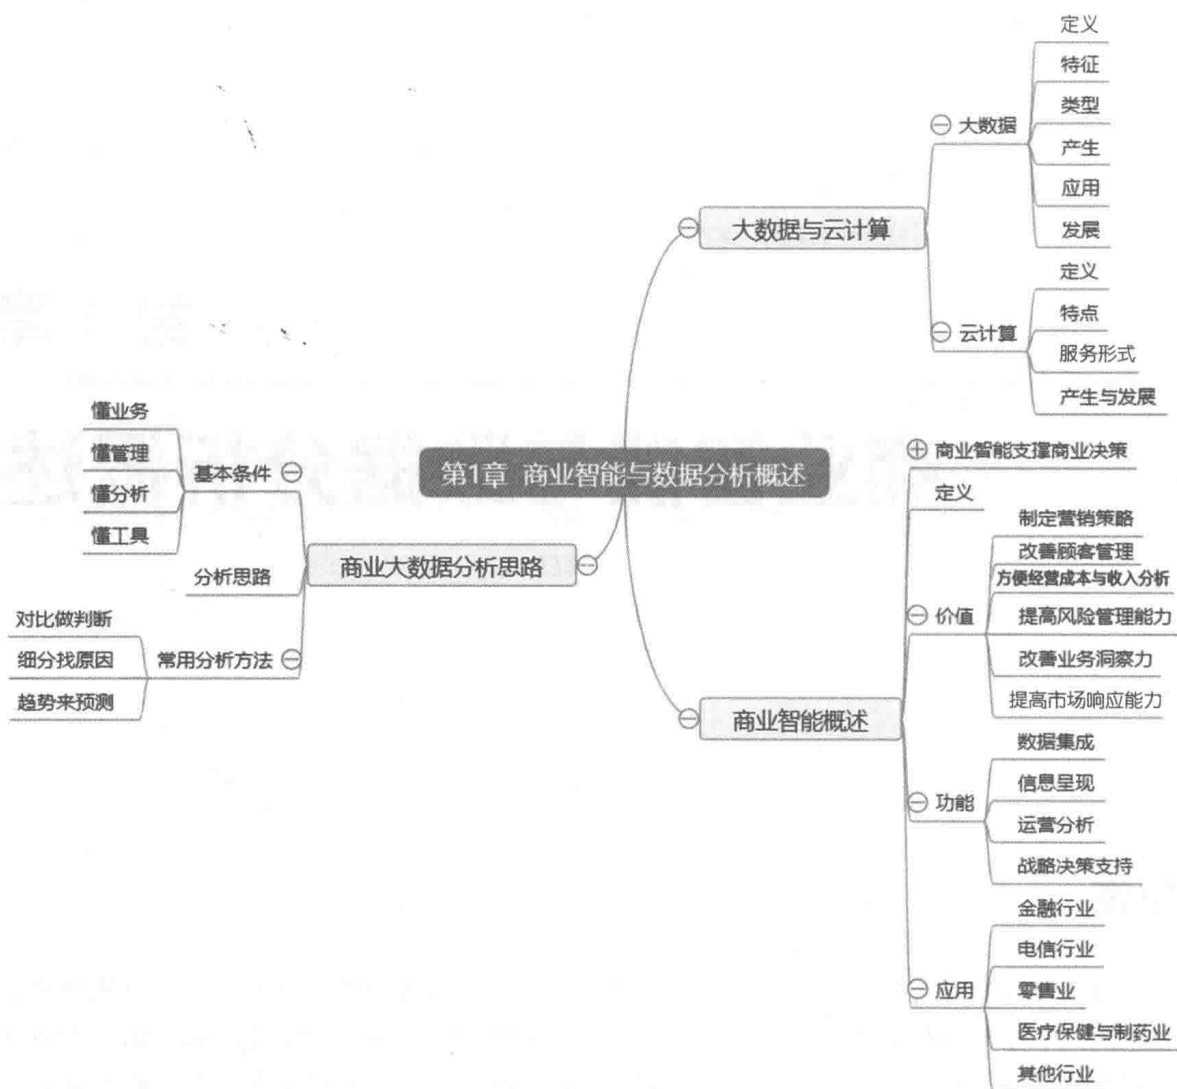 第1章 商业智能与数据分析概述
大数据与云计算
大数据
定义
特征
类型
产生
应用
发展
云计算
定义
特点
服务形式
产生与发展
商业智能概述
商业智能支撑商业决策
定义
价值
制定营销策略
改善顾客管理
方便经营成本与收入分析
提高风险管理能力
改善业务洞察力
提高市场响应能力
功能
数据集成
信息呈现
运营分析
战略决策支持
应用
金融行业
电信行业
零售业
医疗保健与制药业
其他行业
商业大数据分析思路
基本条件
懂业务
懂管理
懂分析
懂工具
分析思路
常用分析方法
对比做判断
细分找原因
趋势来预测